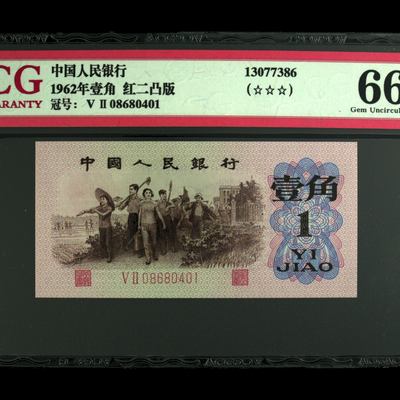 CG
ARRANTY
中国人民银行
1962年壹角 红二凸版
冠号: V II 08680401
13077386
(☆☆☆)
66
Gem Uncircul
中國人民銀行
壹角
1
YI
JIAO
V II 08680401